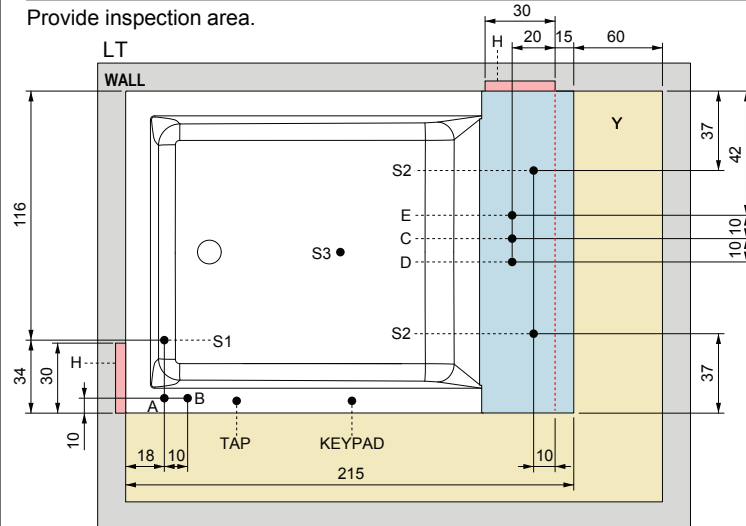 Provide inspection area.
30
LT
H
20 15 60
WALL
Y
37
42
S2
116
E
10
C
S3
10
D
S1
S2
H
34
30
37
A
B
10
TAP
KEYPAD
18 10
10
215